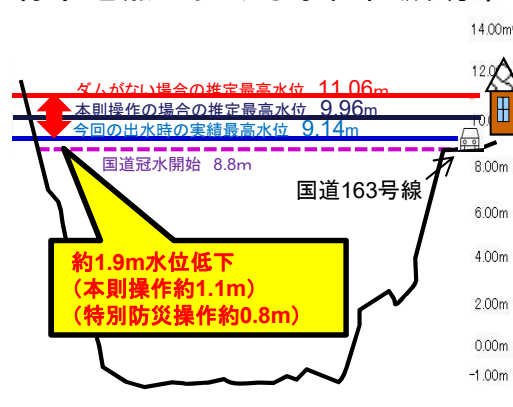 14.00m
12.0
ダムがない場合の推定最高水位 11.06m
本則操作の場合の推定最高水位 9.96m
今回の出水時の実績最高水位 9.14m
国道冠水開始 8.8m
8.00m
国道163号線
6.00m
約1.9m水位低下
(本則操作約1.1m)
(特別防災操作約0.8m)
4.00m
2.00m
0.00m
-1.00m